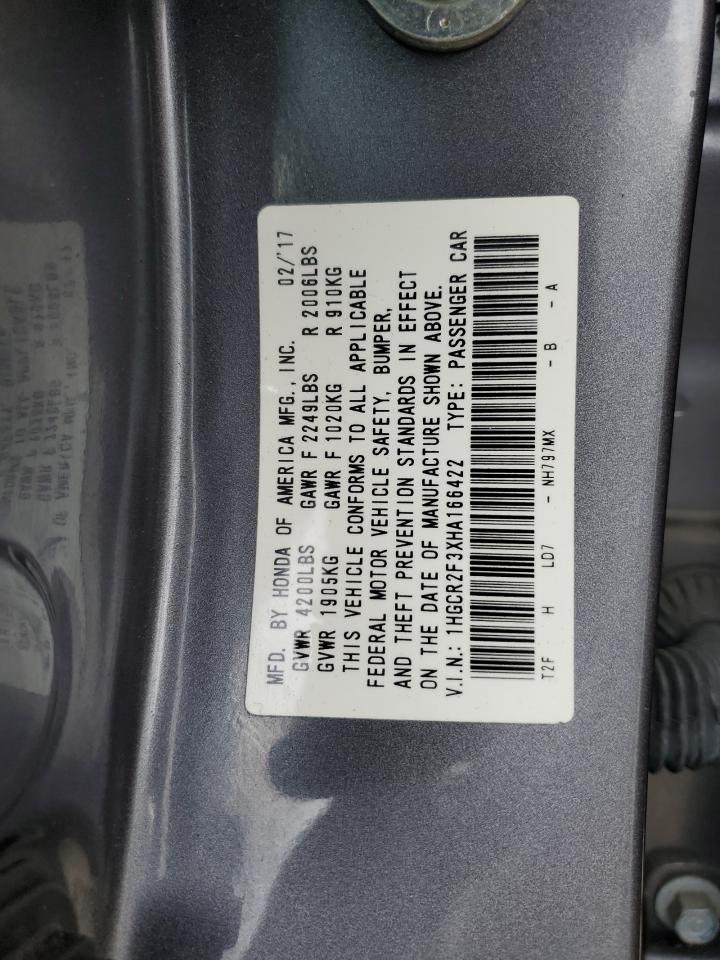 MFD. BY HONDA OF AMERICA MFG., INC. 02/'17
GVWR 4200LBS GAWR F 2249LBS R 2006LBS
GVWR 1905KG GAWR F 1020KG R 910KG
THIS VEHICLE CONFORMS TO ALL APPLICABLE
FEDERAL MOTOR VEHICLE SAFETY, BUMPER,
AND THEFT PREVENTION STANDARDS IN EFFECT
ON THE DATE OF MANUFACTURE SHOWN ABOVE.
V.I.N.: 1HGCR2F3XHA166422 TYPE: PASSENGER CAR
T2F H LD7 - NH797MX - B - A